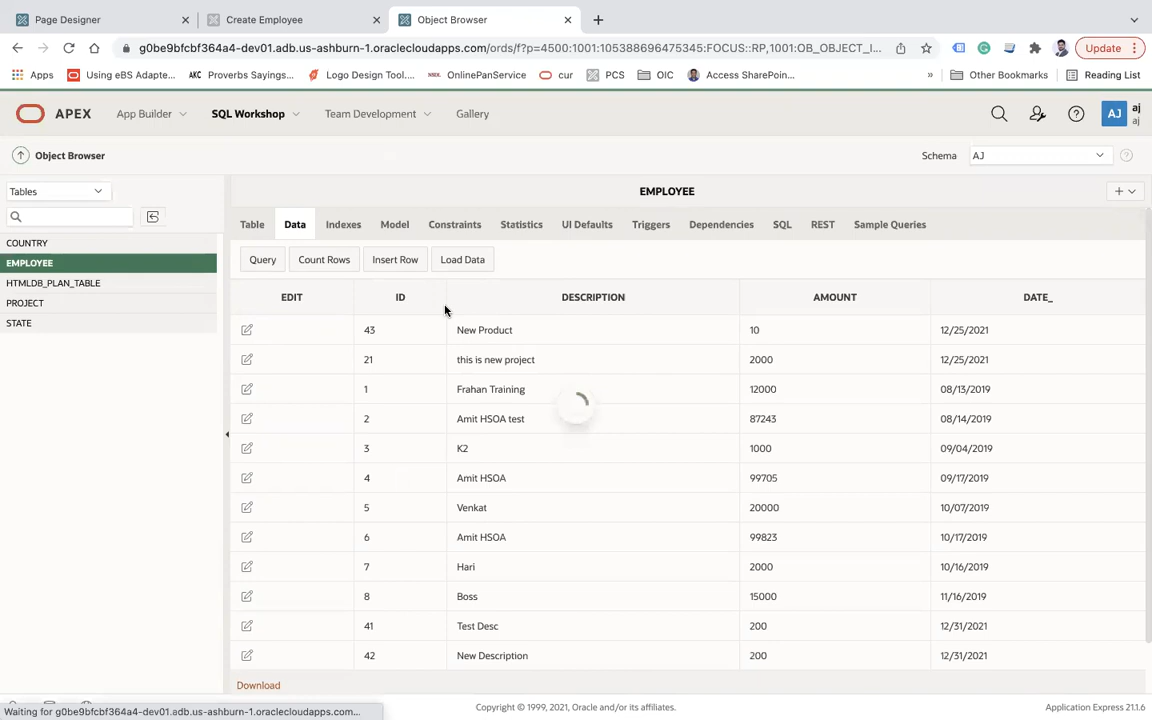 Page Designer
Create Employee
Object Browser
g0be9bfcbf364a4-dev01.adb.us-ashburn-1.oraclecloudapps.com/ords/f?p=4500:1001:105388696475345:FOCUS::RP,1001:OB_OBJECT_I...
Update
Apps
Using eBS Adapte...
AKC Proverbs Sayings...
Logo Design Tool....
OnlinePanService
cur
PCS
OIC
Access SharePoin...
»
Other Bookmarks
Reading List
APEX
App Builder
SQL Workshop
Team Development
Gallery
AJ
aj
aj
Object Browser
Schema
AJ
Tables
EMPLOYEE
COUNTRY
EMPLOYEE
HTMLDB_PLAN_TABLE
PROJECT
STATE
Table Data Indexes Model Constraints Statistics UI Defaults Triggers Dependencies SQL REST Sample Queries
Query Count Rows Insert Row Load Data
EDIT ID DESCRIPTION AMOUNT DATE_
43 New Product 10 12/25/2021
21 this is new project 2000 12/25/2021
1 Frahan Training 12000 08/13/2019
2 Amit HSOA test 87243 08/14/2019
3 K2 1000 09/04/2019
4 Amit HSOA 99705 09/17/2019
5 Venkat 20000 10/07/2019
6 Amit HSOA 99823 10/17/2019
7 Hari 2000 10/16/2019
8 Boss 15000 11/16/2019
41 Test Desc 200 12/31/2021
42 New Description 200 12/31/2021
Download
Waiting for g0be9bfcbf364a4-dev01.adb.us-ashburn-1.oraclecloudapps.com...
Copyright © 1999, 2021, Oracle and/or its affiliates.
Application Express 21.1.6